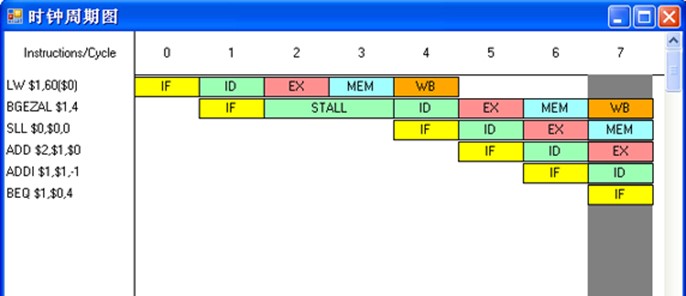 时钟周期图
Instructions/Cycle 0 1 2 3 4 5 6 7
LW $1,60($0) IF ID EX MEM WB
BGEZAL $1,4 IF STALL ID EX MEM WB
SLL $0,$0,0 IF ID EX MEM
ADD $2,$1,$0 IF ID EX
ADDI $1,$1,-1 IF ID
BEQ $1,$0,4 IF